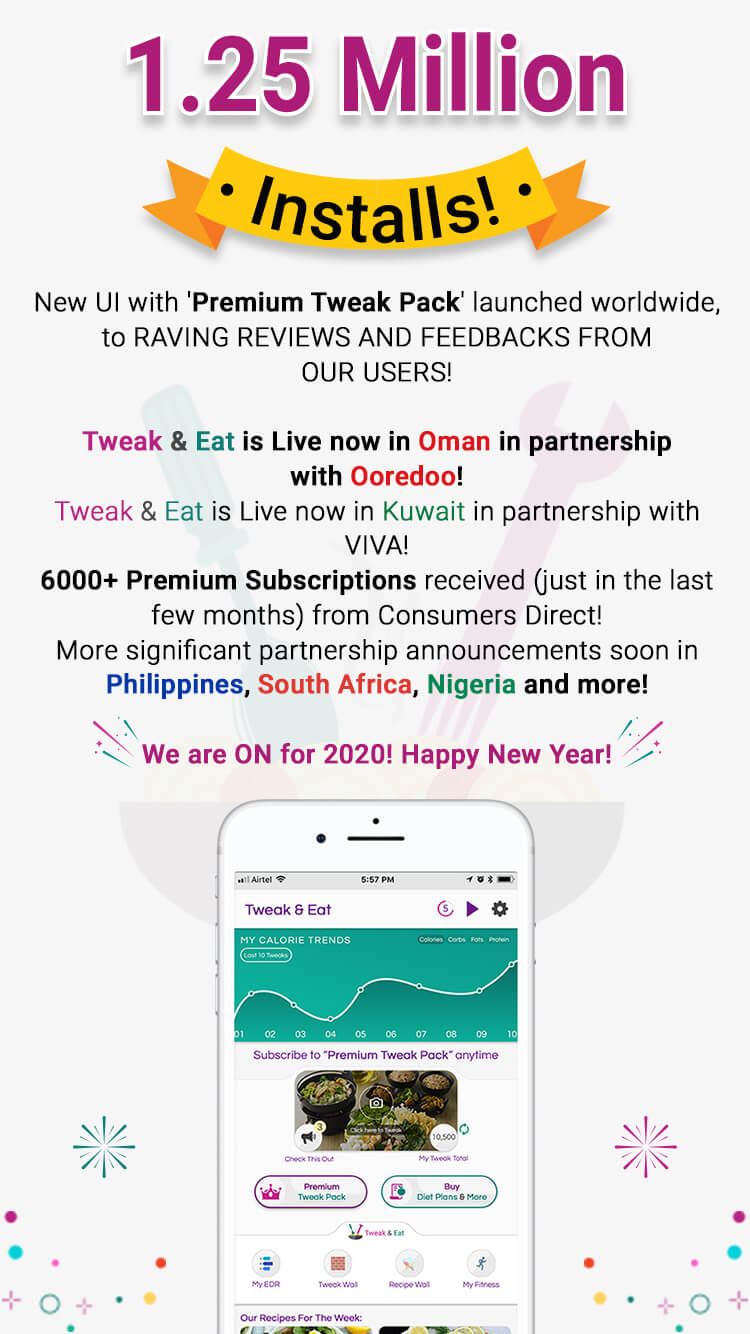 1.25 Million
• Installs! •
New UI with 'Premium Tweak Pack' launched worldwide,
to RAVING REVIEWS AND FEEDBACKS FROM
OUR USERS!
Tweak & Eat is Live now in Oman in partnership
with Ooredoo!
Tweak & Eat is Live now in Kuwait in partnership with
VIVA!
6000+ Premium Subscriptions received (just in the last
few months) from Consumers Direct!
More significant partnership announcements soon in
Philippines, South Africa, Nigeria and more!
We are ON for 2020! Happy New Year!
Airtel 5:57 PM
Tweak & Eat 5
MY CALORIE TRENDS Calories Carbs Fats Protein
Last 10 Tweaks
01 02 03 04 05 06 07 08 09 10
Subscribe to "Premium Tweak Pack" anytime
Click here to Tweak
3
10,500
Check This Out My Tweak Total
Premium Buy
Tweak Pack Diet Plans & More
Tweak & Eat
My EDR Tweak Wall Recipe Wall My Fitness
Our Recipes For The Week: